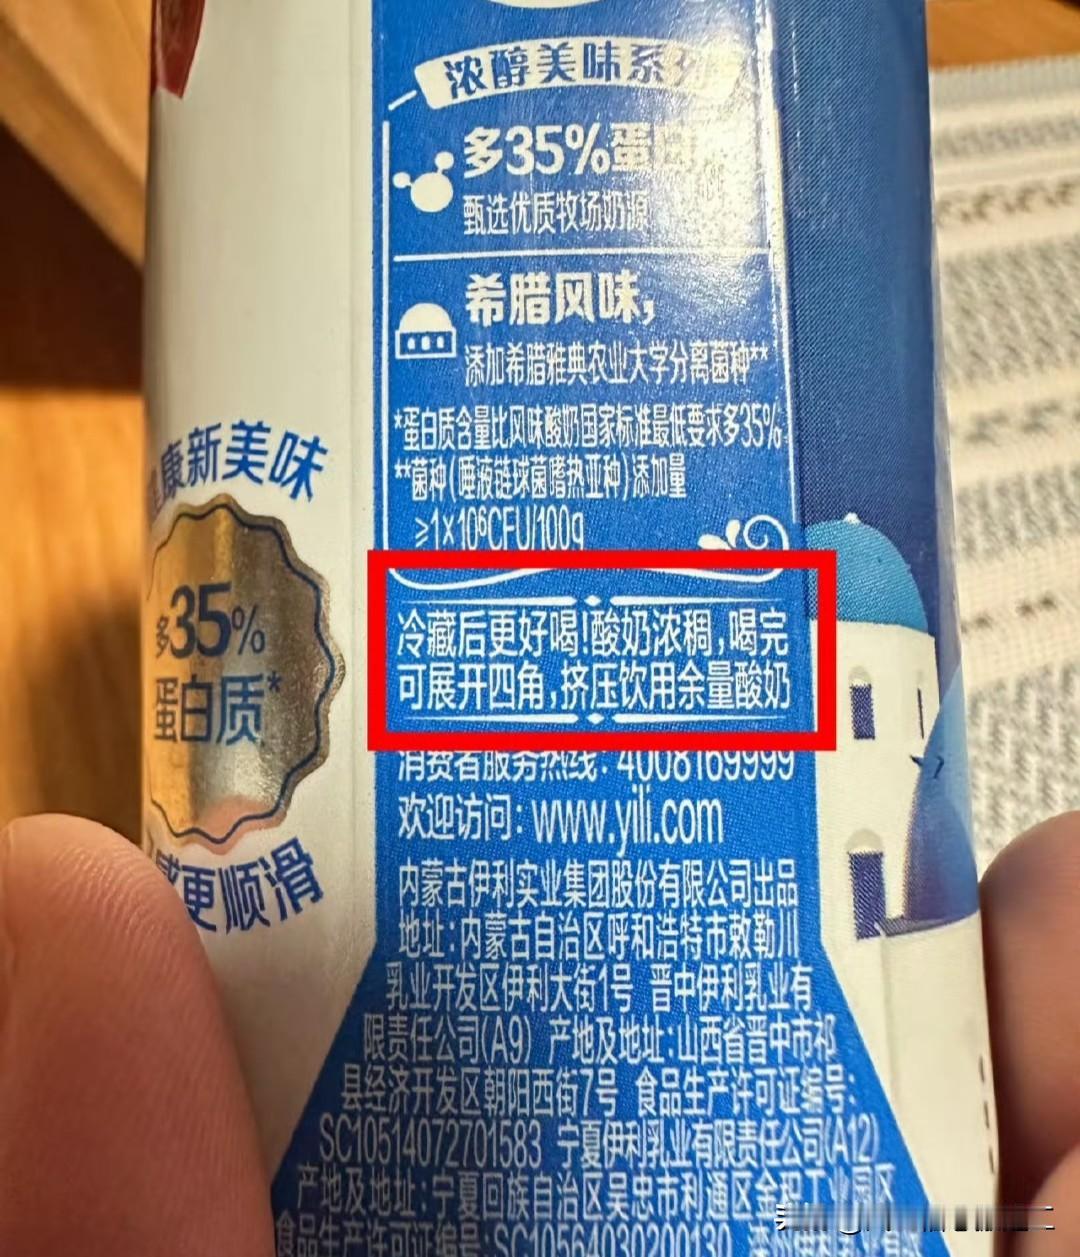 浓醇美味系列
多35%蛋白
甄选优质牧场奶源
希腊风味,
添加希腊雅典农业大学分离菌种**
*蛋白质含量比风味酸奶国家标准最低要求多35%
**菌种(唾液链球菌嗜热亚种)添加量
≥1×10⁶CFU/100g
冷藏后更好喝!酸奶浓稠,喝完
可展开四角,挤压饮用余量酸奶
消费者服务热线:4008169999
欢迎访问:www.yili.com
内蒙古伊利实业集团股份有限公司出品
地址:内蒙古自治区呼和浩特市敕勒川
乳业开发区伊利大街1号 晋中伊利乳业有
限责任公司(A9) 产地及地址:山西省晋中市祁
县经济开发区朝阳西街7号 食品生产许可证编号:
SC10514072701583 宁夏伊利乳业有限责任公司(A12)
产地及地址:宁夏回族自治区吴忠市利通区金积工业园区
食品生产许可证编号:SC10564030200130
康新美味
多35%
蛋白质*
更顺滑